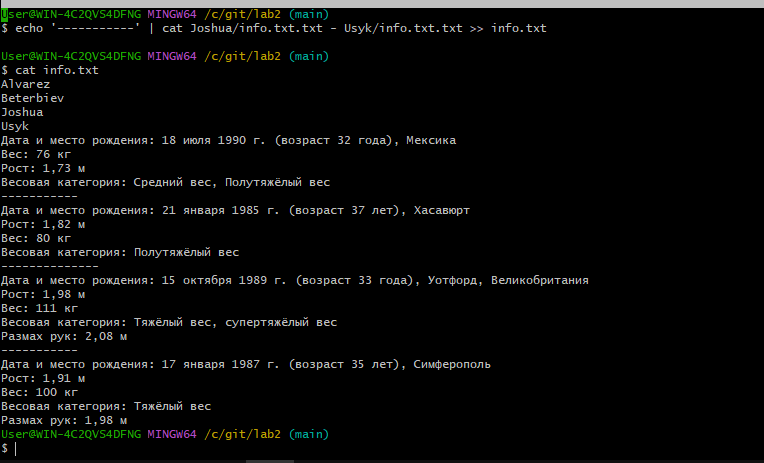 User@WIN-4C2QVS4DFNG MINGW64 /c/git/lab2 (main)
$ echo '-----------' | cat Joshua/info.txt.txt - Usyk/info.txt.txt >> info.txt
User@WIN-4C2QVS4DFNG MINGW64 /c/git/lab2 (main)
$ cat info.txt
Alvarez
Beterbiev
Joshua
Usyk
Дата и место рождения: 18 июля 1990 г. (возраст 32 года), Мексика
Вес: 76 кг
Рост: 1,73 м
Весовая категория: Средний вес, Полутяжёлый вес
-----------
Дата и место рождения: 21 января 1985 г. (возраст 37 лет), Хасавюрт
Рост: 1,82 м
Вес: 80 кг
Весовая категория: Полутяжёлый вес
--------------
Дата и место рождения: 15 октября 1989 г. (возраст 33 года), Уотфорд, Великобритания
Рост: 1,98 м
Вес: 111 кг
Весовая категория: Тяжёлый вес, супертяжёлый вес
Размах рук: 2,08 м
-----------
Дата и место рождения: 17 января 1987 г. (возраст 35 лет), Симферополь
Рост: 1,91 м
Вес: 100 кг
Весовая категория: Тяжёлый вес
Размах рук: 1,98 м
User@WIN-4C2QVS4DFNG MINGW64 /c/git/lab2 (main)
$